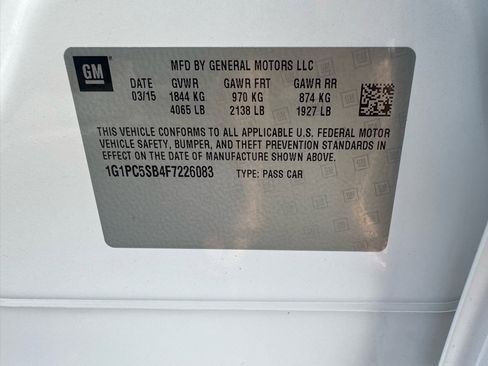 GM
MFD BY GENERAL MOTORS LLC
DATE GVWR GAWR FRT GAWR RR
03/15 1844 KG 970 KG 874 KG
4065 LB 2138 LB 1927 LB
THIS VEHICLE CONFORMS TO ALL APPLICABLE U.S. FEDERAL MOTOR
VEHICLE SAFETY, BUMPER, AND THEFT PREVENTION STANDARDS IN
EFFECT ON THE DATE OF MANUFACTURE SHOWN ABOVE.
1G1PC5SB4F7226083 TYPE: PASS CAR